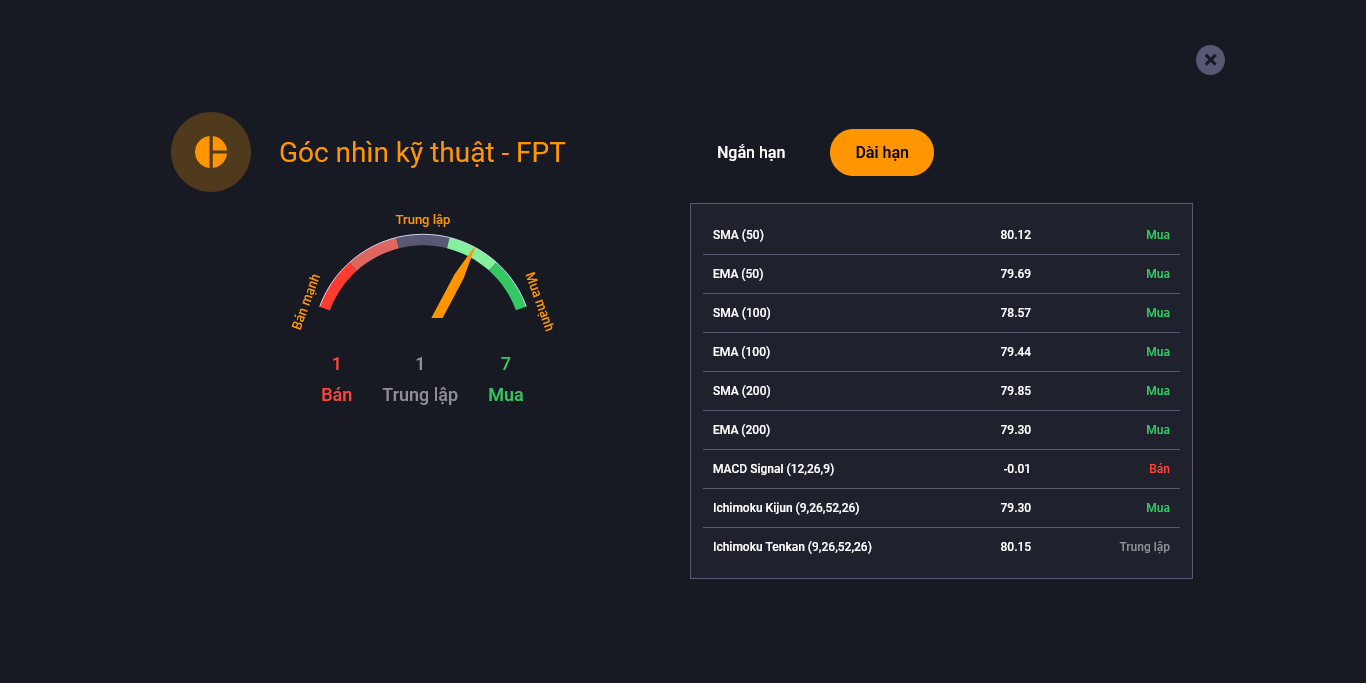 Góc nhìn kỹ thuật - FPT
Trung lập
Bán mạnh
Mua mạnh
1 1 7
Bán Trung lập Mua
Ngắn hạn Dài hạn
SMA (50) 80.12 Mua
EMA (50) 79.69 Mua
SMA (100) 78.57 Mua
EMA (100) 79.44 Mua
SMA (200) 79.85 Mua
EMA (200) 79.30 Mua
MACD Signal (12,26,9) -0.01 Bán
Ichimoku Kijun (9,26,52,26) 79.30 Mua
Ichimoku Tenkan (9,26,52,26) 80.15 Trung lập